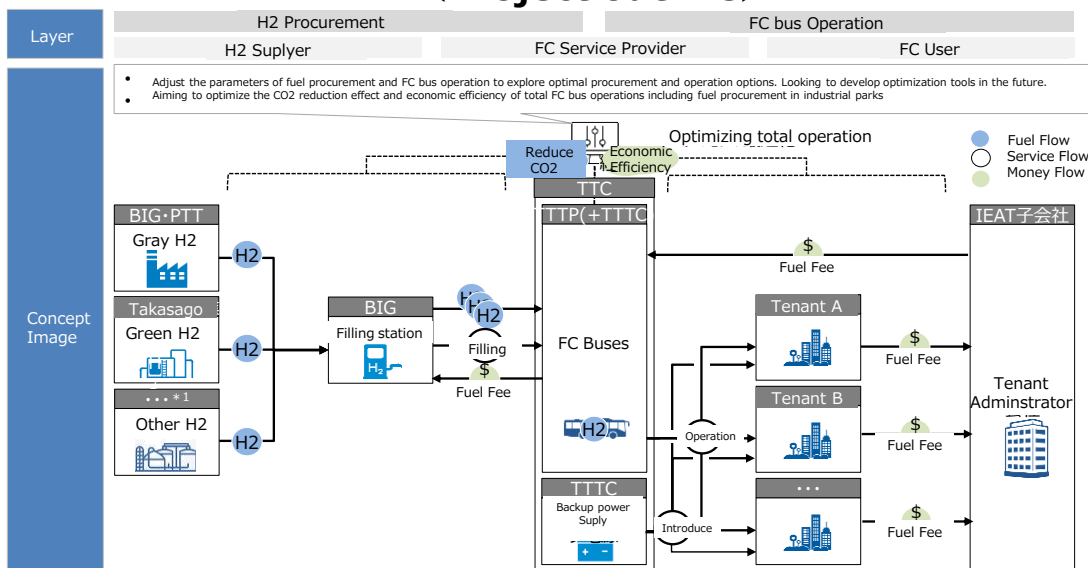 Layer
H2 Procurement
FC bus Operation
H2 Suplyer
FC Service Provider
FC User
Concept
Image
• Adjust the parameters of fuel procurement and FC bus operation to explore optimal procurement and operation options. Looking to develop optimization tools in the future.
• Aiming to optimize the CO2 reduction effect and economic efficiency of total FC bus operations including fuel procurement in industrial parks
Optimizing total operation
Reduce
CO2
Economic
Efficiency
Fuel Flow
Service Flow
Money Flow
TTC
BIG・PTT
Gray H2
H2
Takasago
Green H2
H2
・・・*1
Other H2
H2
BIG
Filling station
H2
H2
Filling
$
Fuel Fee
TTTP(+TTTC
FC Buses
H2
TTTC
Backup power
Suply
Operation
Introduce
$
Fuel Fee
Tenant A
Tenant B
・・・
$
Fuel Fee
$
Fuel Fee
$
Fuel Fee
IEAT子会社
Tenant
Adminstrator